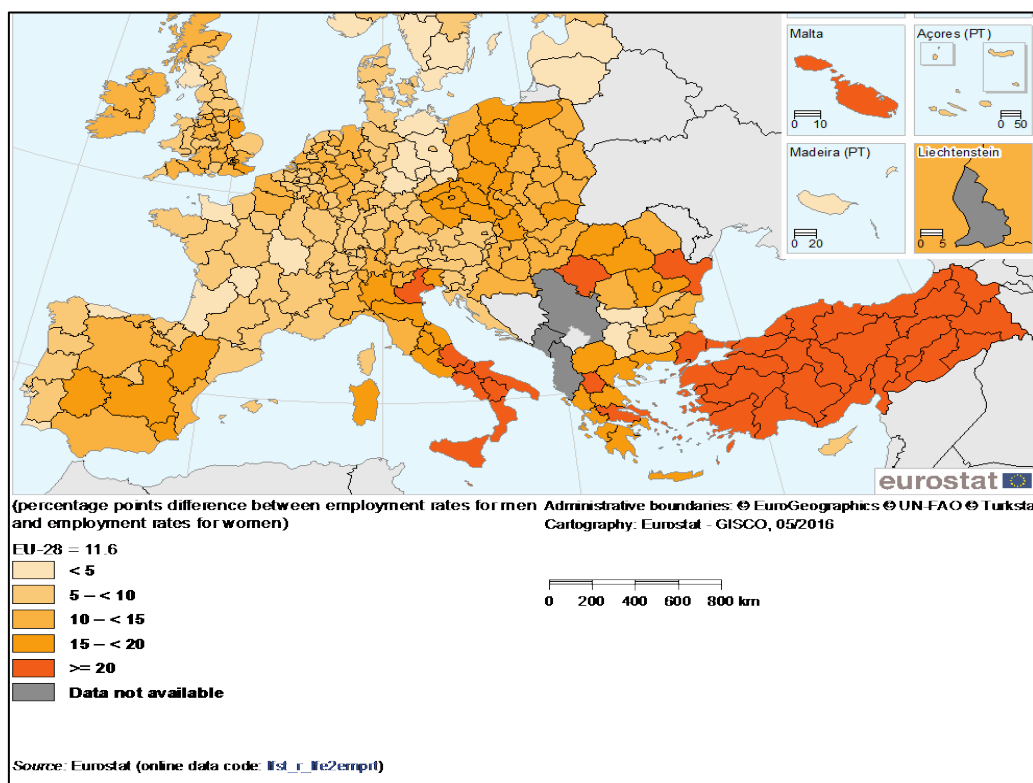 Malta
0 10
Açores (PT)
0 50
Madeira (PT)
0 20
Liechtenstein
0 5
eurostat
(percentage points difference between employment rates for men
and employment rates for women)
Administrative boundaries: © EuroGeographics © UN-FAO © Turksta
Cartography: Eurostat - GISCO, 05/2016
EU-28 = 11.6
< 5
5 – < 10
10 – < 15
15 – < 20
>= 20
Data not available
0 200 400 600 800 km
Source: Eurostat (online data code: lfst_r_lfe2emprt)